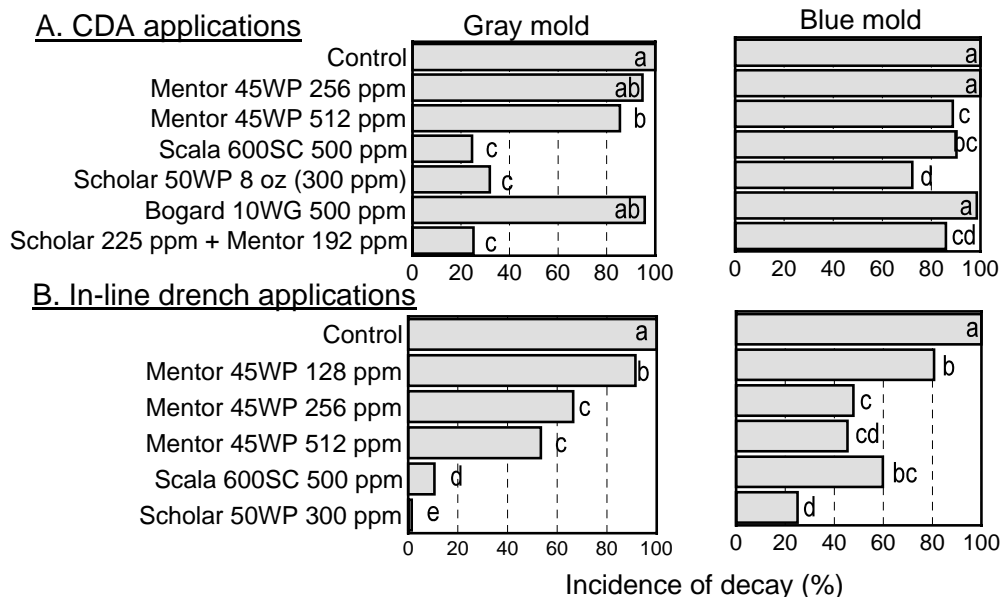 A. CDA applications
Gray mold
Blue mold
Control a a
Mentor 45WP 256 ppm ab a
Mentor 45WP 512 ppm b c
Scala 600SC 500 ppm c bc
Scholar 50WP 8 oz (300 ppm) c d
Bogard 10WG 500 ppm ab a
Scholar 225 ppm + Mentor 192 ppm c cd
0 20 40 60 80 100 0 20 40 60 80 100
B. In-line drench applications
Control a a
Mentor 45WP 128 ppm b b
Mentor 45WP 256 ppm c c
Mentor 45WP 512 ppm c cd
Scala 600SC 500 ppm d bc
Scholar 50WP 300 ppm e d
0 20 40 60 80 100 0 20 40 60 80 100
Incidence of decay (%)